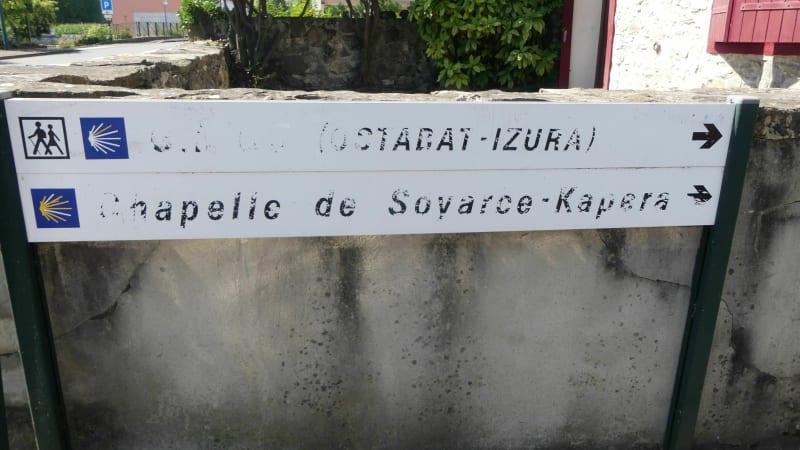 (OSTABAT-IZURA)
Chapelle de Soyarce-Kapera